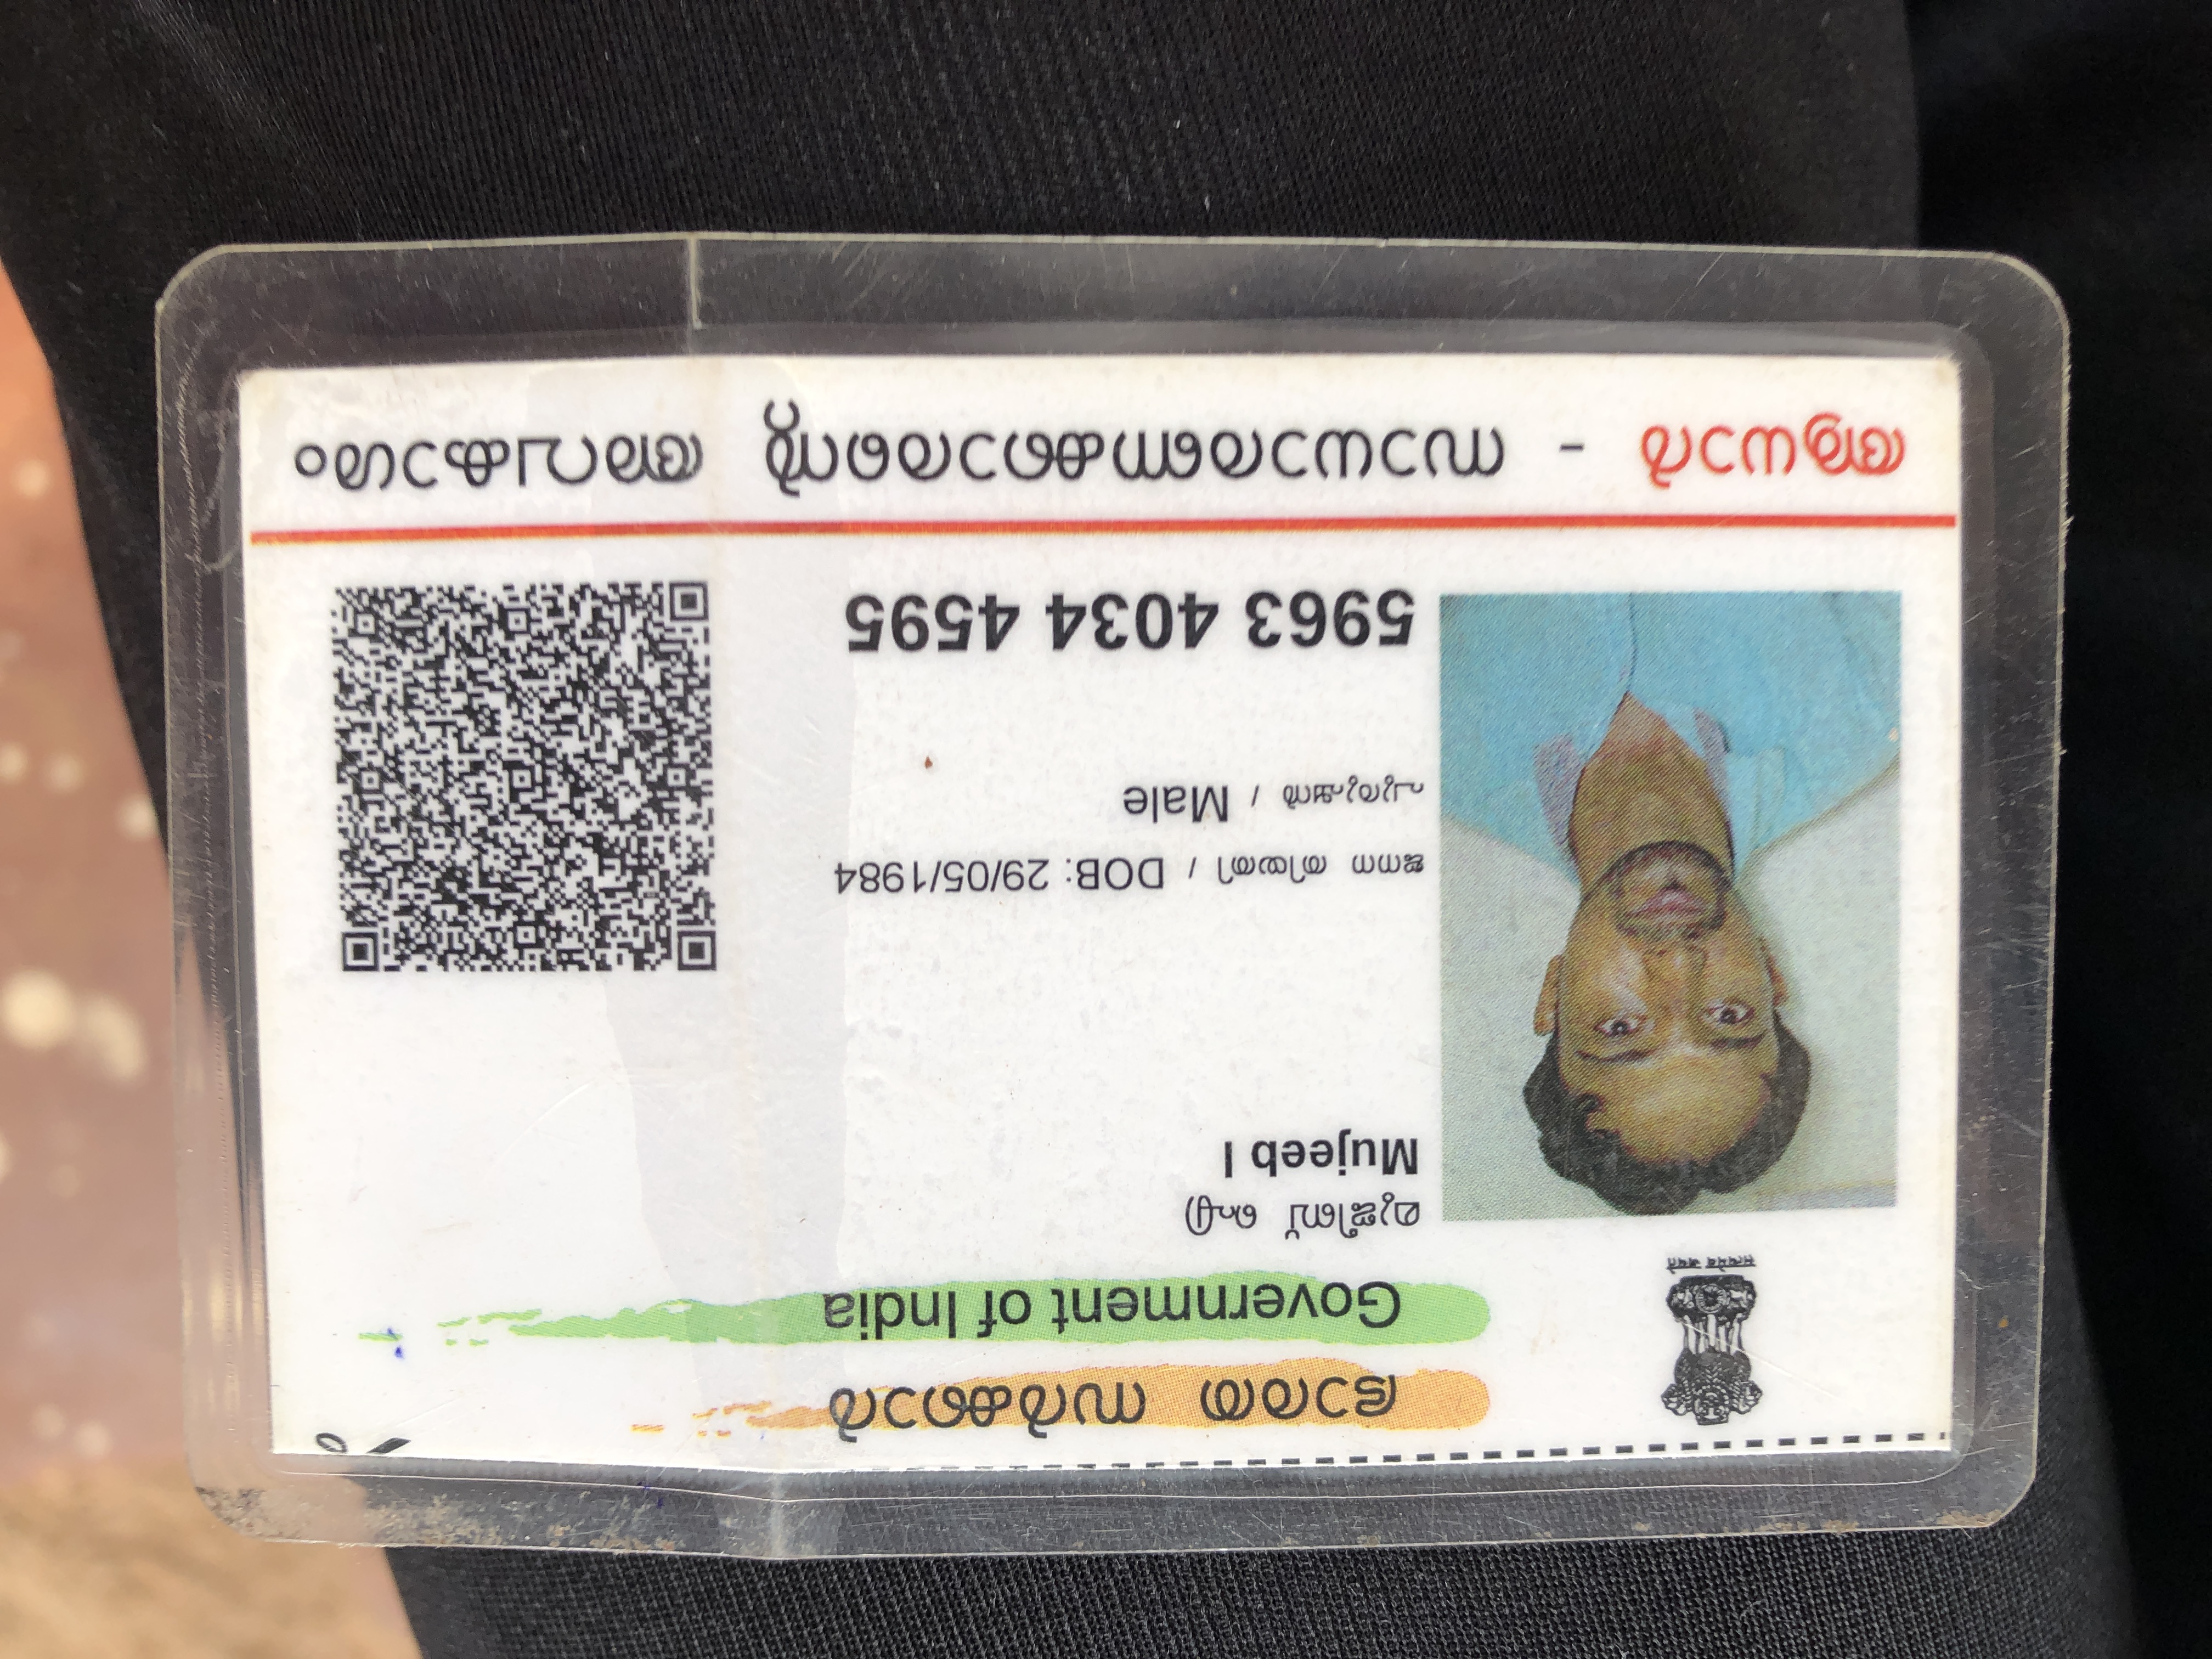 ഭാരത സർക്കാർ
Government of India
सत्यमेव जयते
മുജീബ് ഐ
Mujeeb I
ജനന തിയതി / DOB: 29/05/1984
പുരുഷൻ / Male
5963 4034 4595
ആധാർ - സാധാരണക്കാരന്റെ അവകാശം